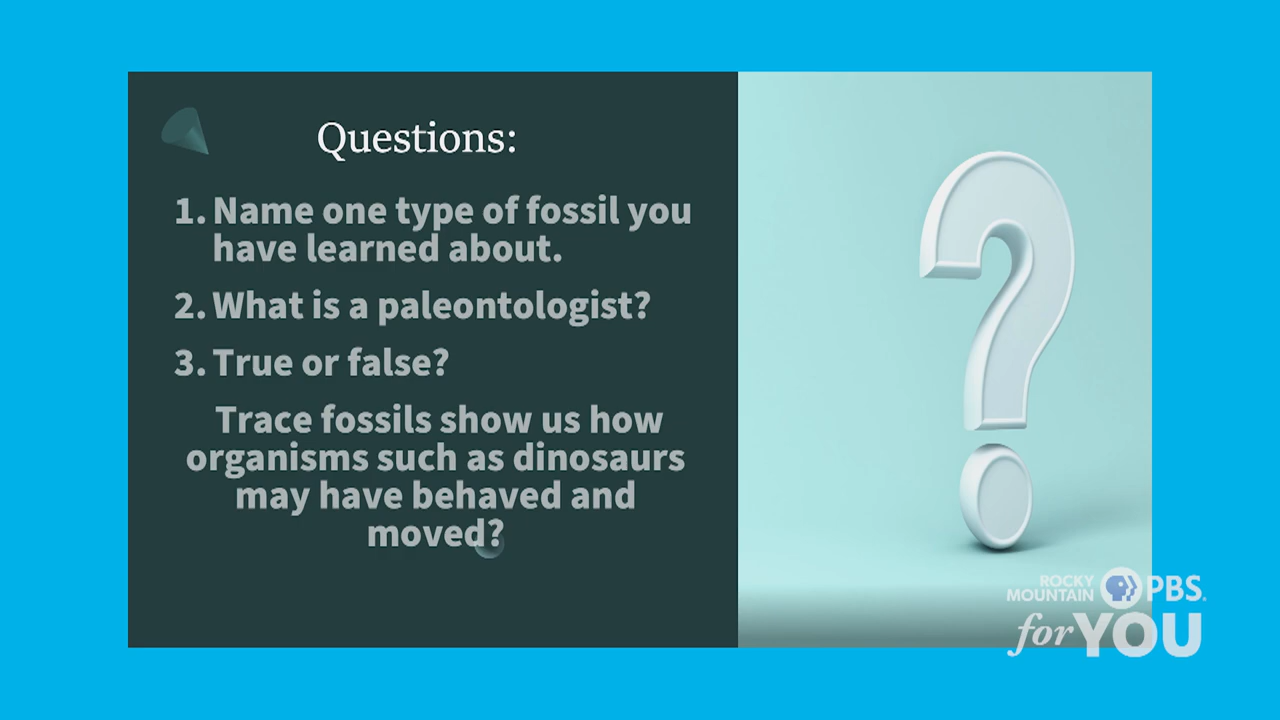 Questions:
1. Name one type of fossil you
have learned about.
2. What is a paleontologist?
3. True or false?
Trace fossils show us how
organisms such as dinosaurs
may have behaved and
moved?
ROCKY
MOUNTAIN PBS.
for YOU